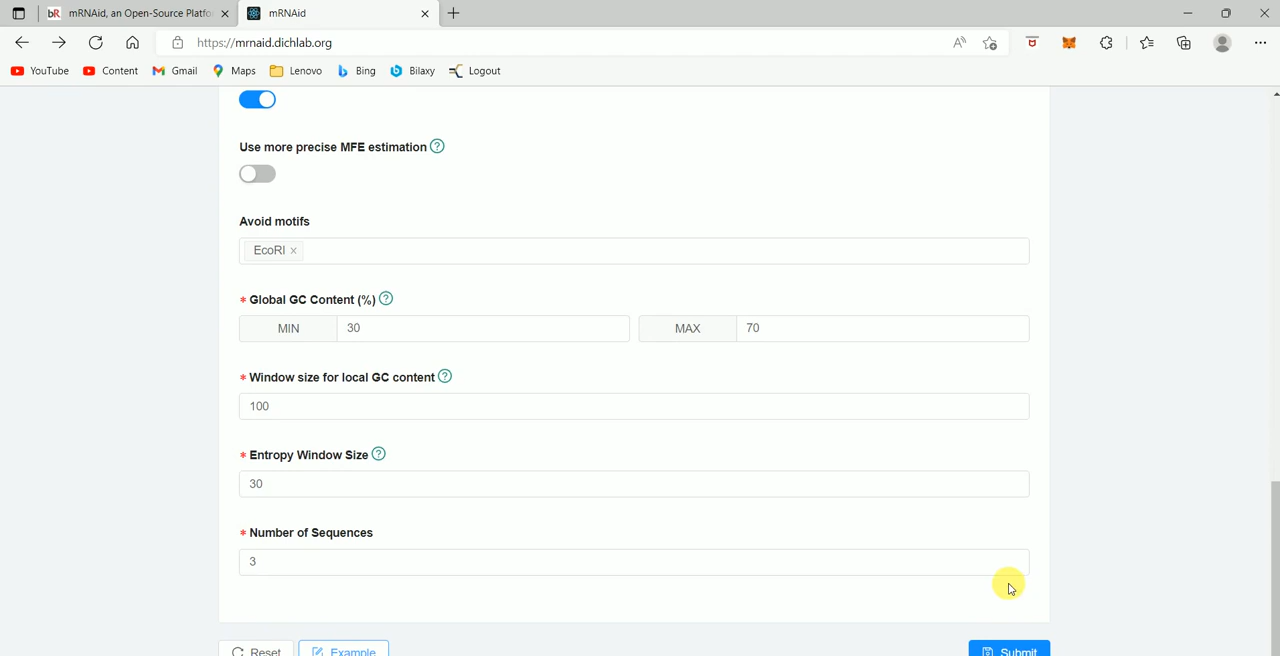 mRNAid, an Open-Source Platfo
mRNAid
https://mrnaid.dichlab.org
YouTube Content Gmail Maps Lenovo Bing Bilaxy Logout
Use more precise MFE estimation ?
Avoid motifs
EcoRI ×
* Global GC Content (%) ?
MIN 30 MAX 70
* Window size for local GC content ?
100
* Entropy Window Size ?
30
* Number of Sequences
3
Reset Example Submit